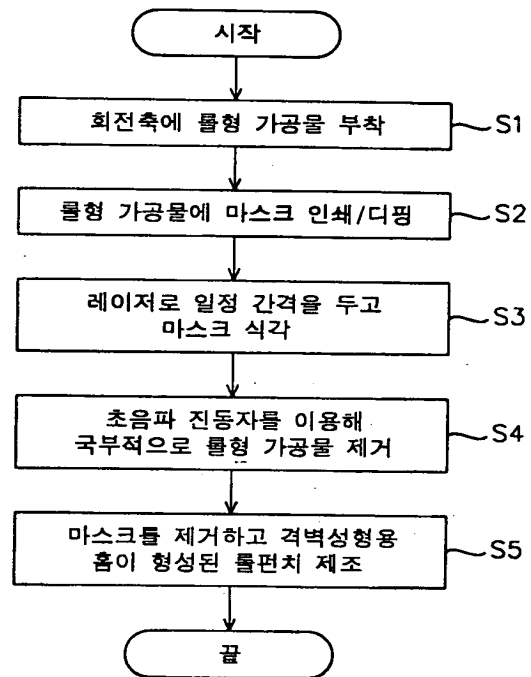 시작
회전축에 롤형 가공물 부착
S1
롤형 가공물에 마스크 인쇄/디핑
S2
레이저로 일정 간격을 두고
마스크 식각
S3
초음파 진동자를 이용해
국부적으로 롤형 가공물 제거
S4
마스크를 제거하고 격벽성형용
홈이 형성된 롤펀치 제조
S5
끝